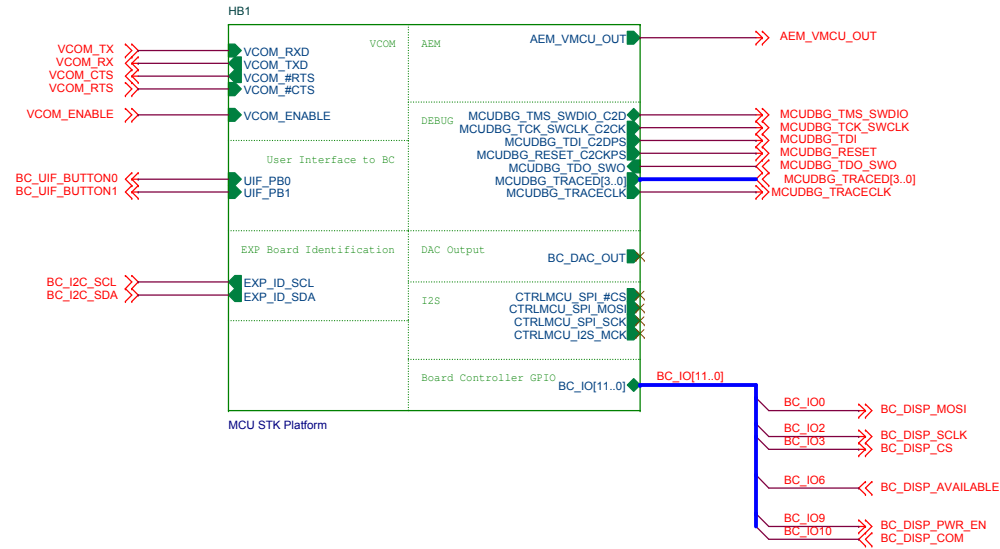 HB1
VCOM AEM
VCOM_TX VCOM_RXD AEM_VMCU_OUT AEM_VMCU_OUT
VCOM_RX VCOM_TXD
VCOM_CTS VCOM_#RTS
VCOM_RTS VCOM_#CTS
VCOM_ENABLE VCOM_ENABLE
DEBUG MCUDBG_TMS_SWDIO_C2D MCUDBG_TMS_SWDIO
MCUDBG_TCK_SWCLK_C2CK MCUDBG_TCK_SWCLK
MCUDBG_TDI_C2DPS MCUDBG_TDI
MCUDBG_RESET_C2CKPS MCUDBG_RESET
MCUDBG_TDO_SWO MCUDBG_TDO_SWO
MCUDBG_TRACED[3..0] MCUDBG_TRACED[3..0]
MCUDBG_TRACECLK MCUDBG_TRACECLK
User Interface to BC
BC_UIF_BUTTON0 UIF_PB0
BC_UIF_BUTTON1 UIF_PB1
EXP Board Identification DAC Output
BC_DAC_OUT
BC_I2C_SCL EXP_ID_SCL
BC_I2C_SDA EXP_ID_SDA
I2S CTRLMCU_SPI_#CS
CTRLMCU_SPI_MOSI
CTRLMCU_SPI_SCK
CTRLMCU_I2S_MCK
Board Controller GPIO BC_IO[11..0] BC_IO[11..0]
BC_IO0 BC_DISP_MOSI
MCU STK Platform
BC_IO2 BC_DISP_SCLK
BC_IO3 BC_DISP_CS
BC_IO6 BC_DISP_AVAILABLE
BC_IO9 BC_DISP_PWR_EN
BC_IO10 BC_DISP_COM